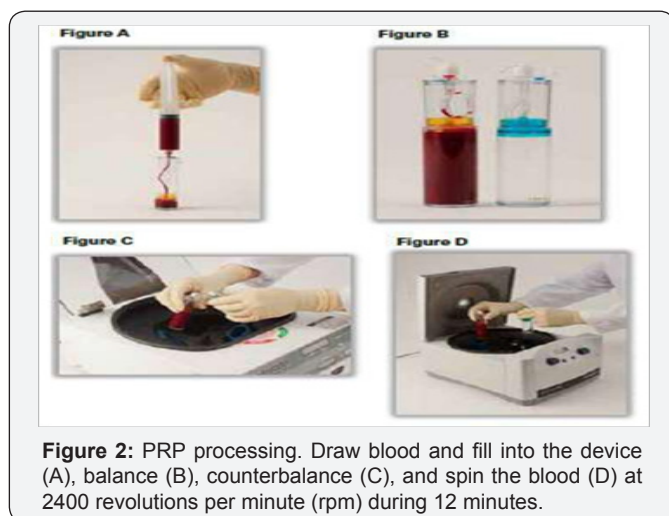 Figure A
Figure B
Figure C
Figure D
Figure 2: PRP processing. Draw blood and fill into the device
(A), balance (B), counterbalance (C), and spin the blood (D) at
2400 revolutions per minute (rpm) during 12 minutes.